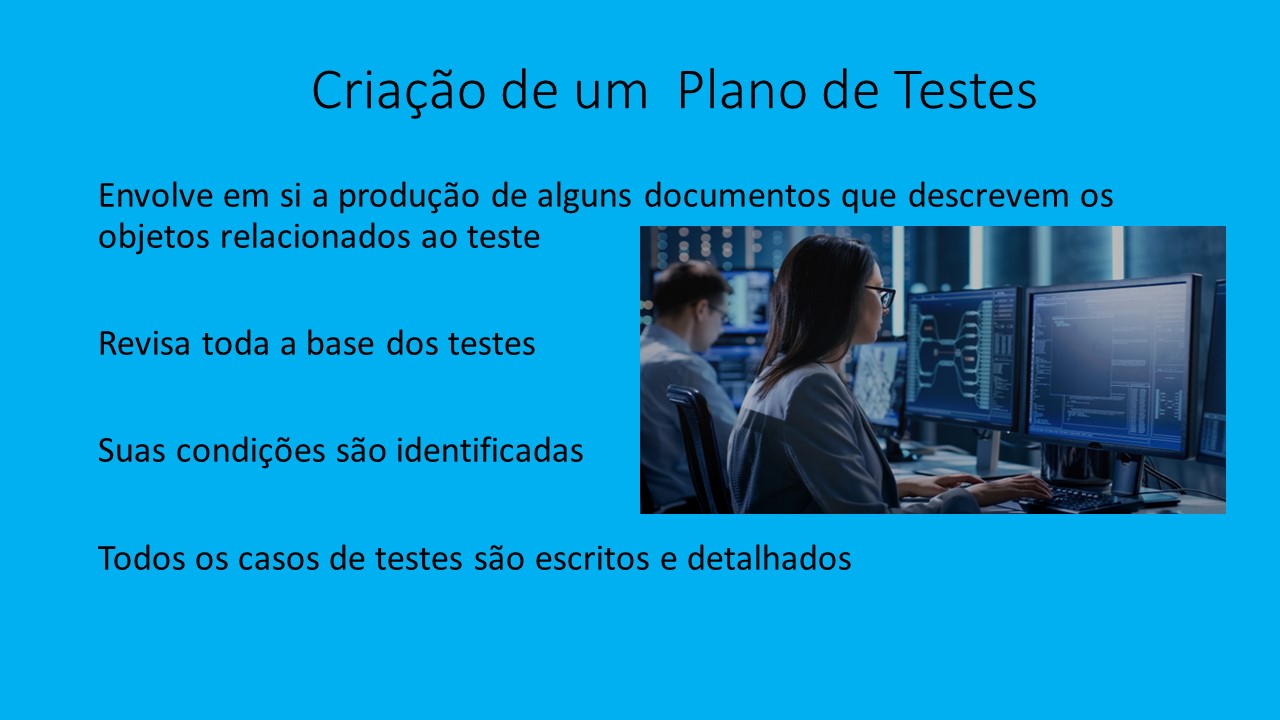 Criação de um  Plano de Testes
Envolve em si a produção de alguns documentos que descrevem os
objetos relacionados ao teste
Revisa toda a base dos testes
Suas condições são identificadas
Todos os casos de testes são escritos e detalhados